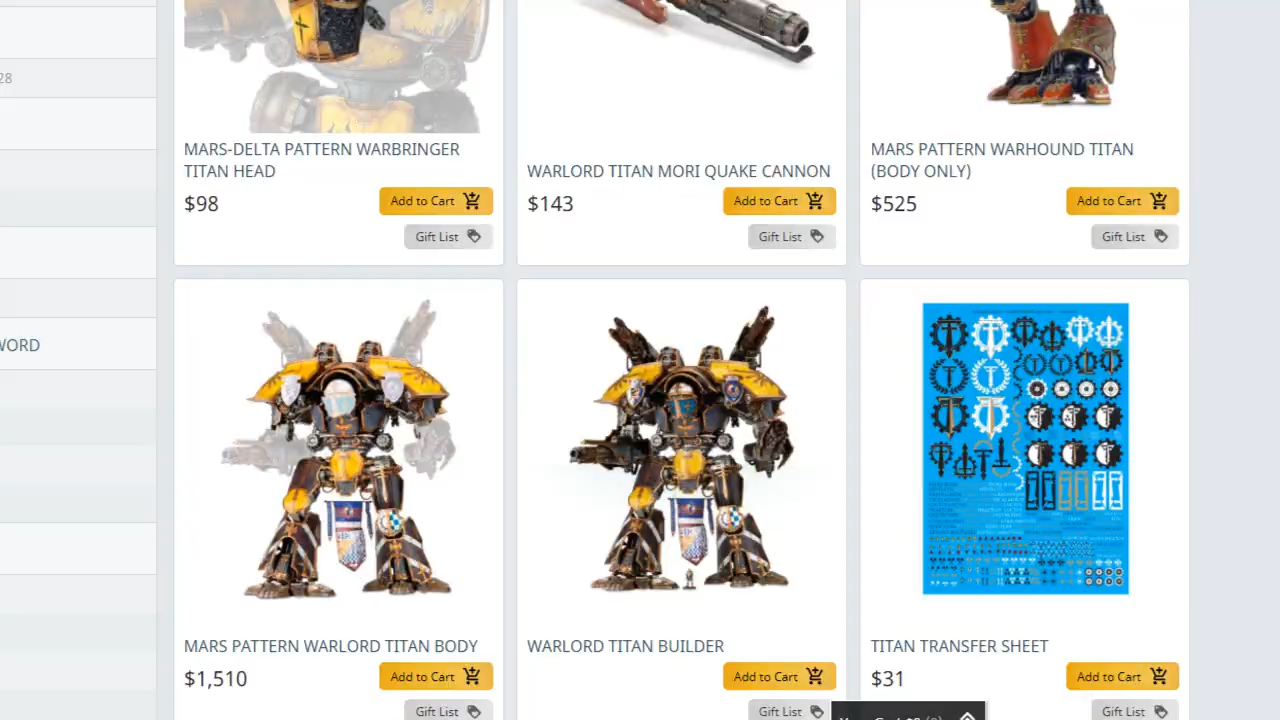 28
MARS-DELTA PATTERN WARBRINGER
TITAN HEAD
$98
Add to Cart
Gift List
WARLORD TITAN MORI QUAKE CANNON
$143
Add to Cart
Gift List
MARS PATTERN WARHOUND TITAN
(BODY ONLY)
$525
Add to Cart
Gift List
WORD
MARS PATTERN WARLORD TITAN BODY
$1,510
Add to Cart
Gift List
WARLORD TITAN BUILDER
Add to Cart
Gift List
TITAN TRANSFER SHEET
$31
Add to Cart
Gift List